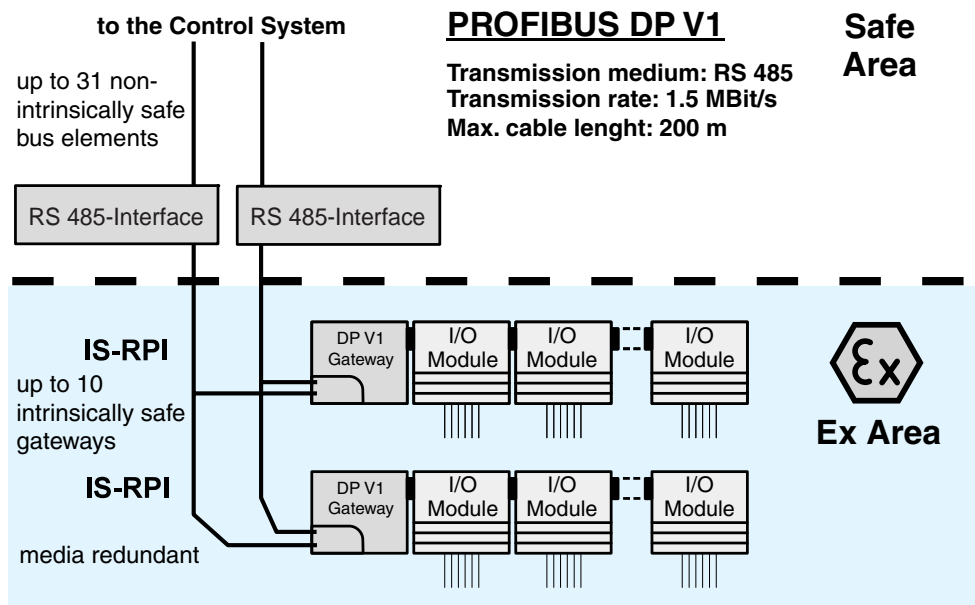 to the Control System
PROFIBUS DP V1
Safe
Area
Transmission medium: RS 485
Transmission rate: 1.5 MBit/s
Max. cable lenght: 200 m
up to 31 non-
intrinsically safe
bus elements
RS 485-Interface
RS 485-Interface
IS-RPI
up to 10
intrinsically safe
gateways
DP V1
Gateway
I/O
Module
I/O
Module
I/O
Module
Ex
Ex Area
IS-RPI
media redundant
DP V1
Gateway
I/O
Module
I/O
Module
I/O
Module